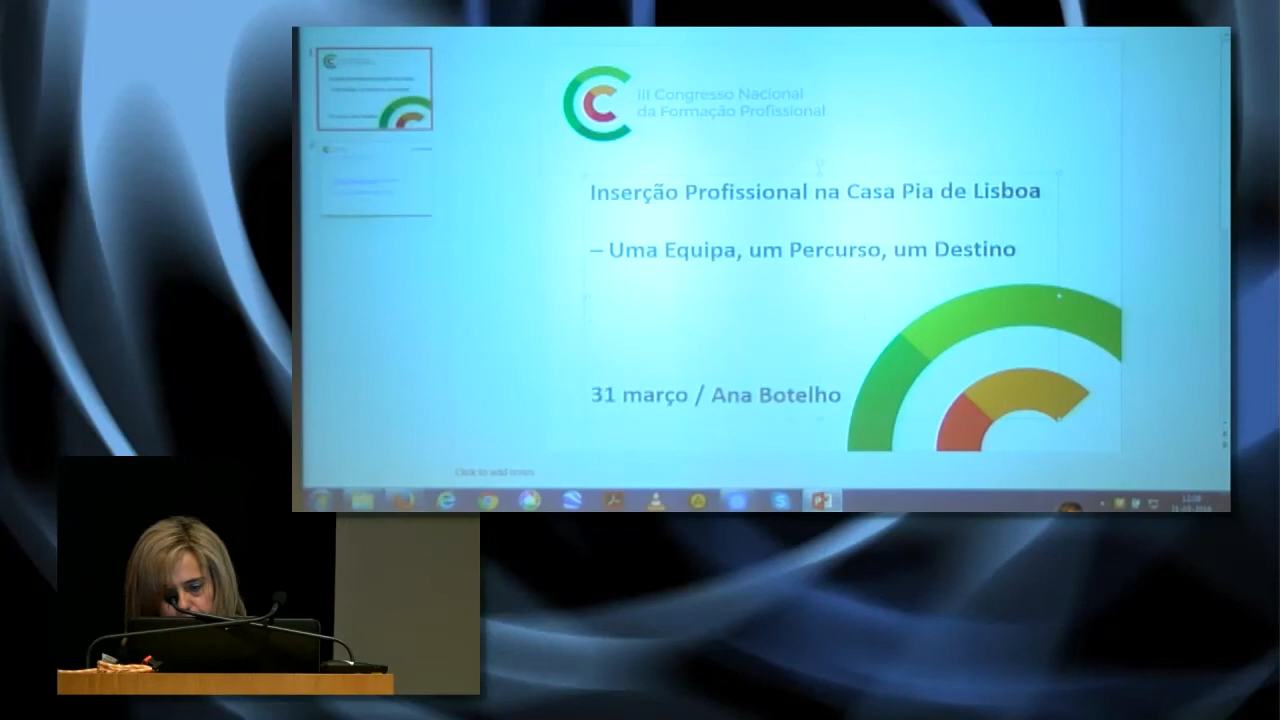 III Congresso Nacional
da Formação Profissional
Inserção Profissional na Casa Pia de Lisboa
– Uma Equipa, um Percurso, um Destino
31 março / Ana Botelho
Click to add notes